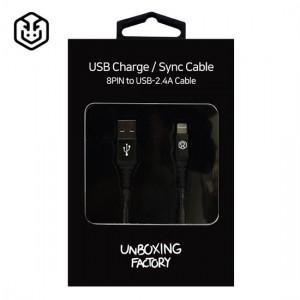 USB Charge / Sync Cable
8PIN to USB-2.4A Cable
UNBOXING
FACTORY